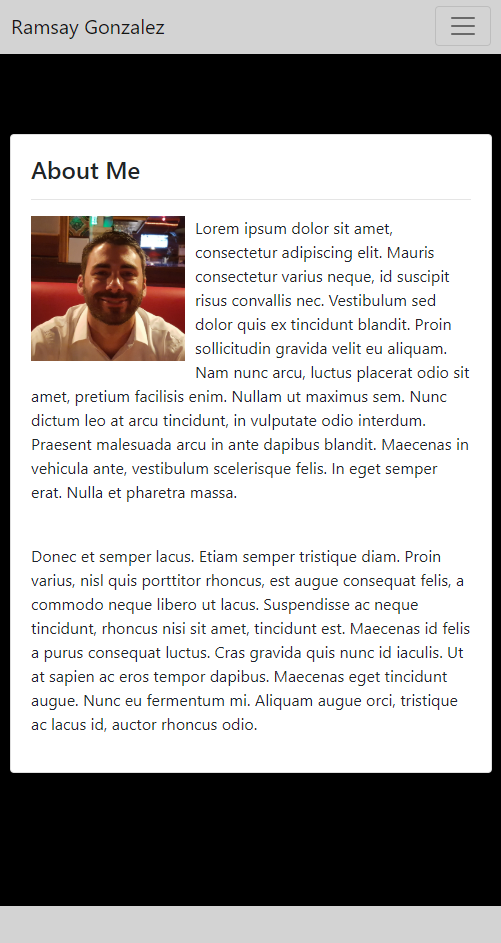 Ramsay Gonzalez
About Me
Lorem ipsum dolor sit amet,
consectetur adipiscing elit. Mauris
consectetur varius neque, id suscipit
risus convallis nec. Vestibulum sed
dolor quis ex tincidunt blandit. Proin
sollicitudin gravida velit eu aliquam.
Nam nunc arcu, luctus placerat odio sit
amet, pretium facilisis enim. Nullam ut maximus sem. Nunc
dictum leo at arcu tincidunt, in vulputate odio interdum.
Praesent malesuada arcu in ante dapibus blandit. Maecenas in
vehicula ante, vestibulum scelerisque felis. In eget semper
erat. Nulla et pharetra massa.
Donec et semper lacus. Etiam semper tristique diam. Proin
varius, nisl quis porttitor rhoncus, est augue consequat felis, a
commodo neque libero ut lacus. Suspendisse ac neque
tincidunt, rhoncus nisi sit amet, tincidunt est. Maecenas id felis
a purus consequat luctus. Cras gravida quis nunc id iaculis. Ut
at sapien ac eros tempor dapibus. Maecenas eget tincidunt
augue. Nunc eu fermentum mi. Aliquam augue orci, tristique
ac lacus id, auctor rhoncus odio.